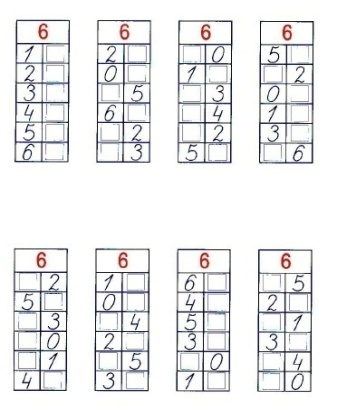 6 6 6 6
1 □ 2 □ □ 0 5 □
2 □ 0 □ 1 □ □ 2
3 □ □ 5 □ 3 0 □
4 □ 6 □ □ 4 1 □
5 □ □ 2 □ 2 3 □
6 □ □ 3 5 □ □ 6
6 6 6 6
□ 2 1 □ 6 □ □ 5
5 □ 0 □ 4 □ 2 □
□ 3 □ 4 5 □ □ 1
□ 0 2 □ 3 □ 3 □
□ 1 □ 5 □ 0 □ 4
4 □ 3 □ 1 □ □ 0